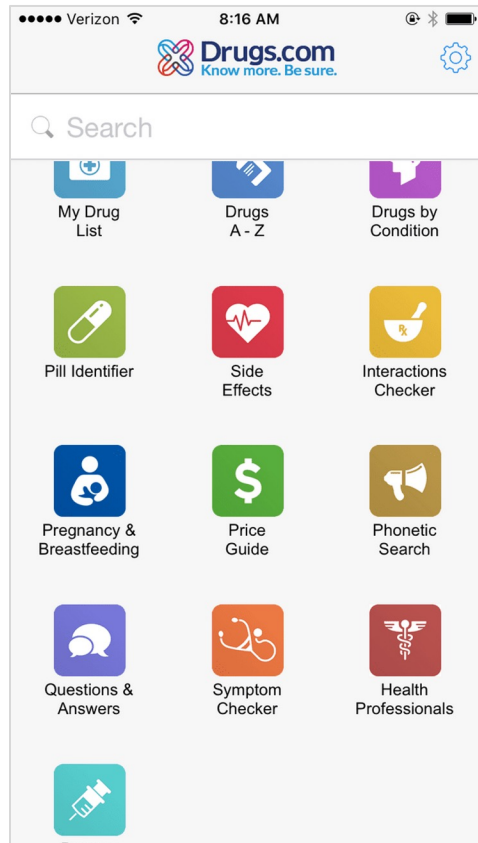 Verizon 8:16 AM
Drugs.com
Know more. Be sure.
Search
My Drug
List
Drugs
A - Z
Drugs by
Condition
Pill Identifier
Side
Effects
Rx
Interactions
Checker
Pregnancy &
Breastfeeding
$
Price
Guide
Phonetic
Search
Questions &
Answers
Symptom
Checker
Health
Professionals